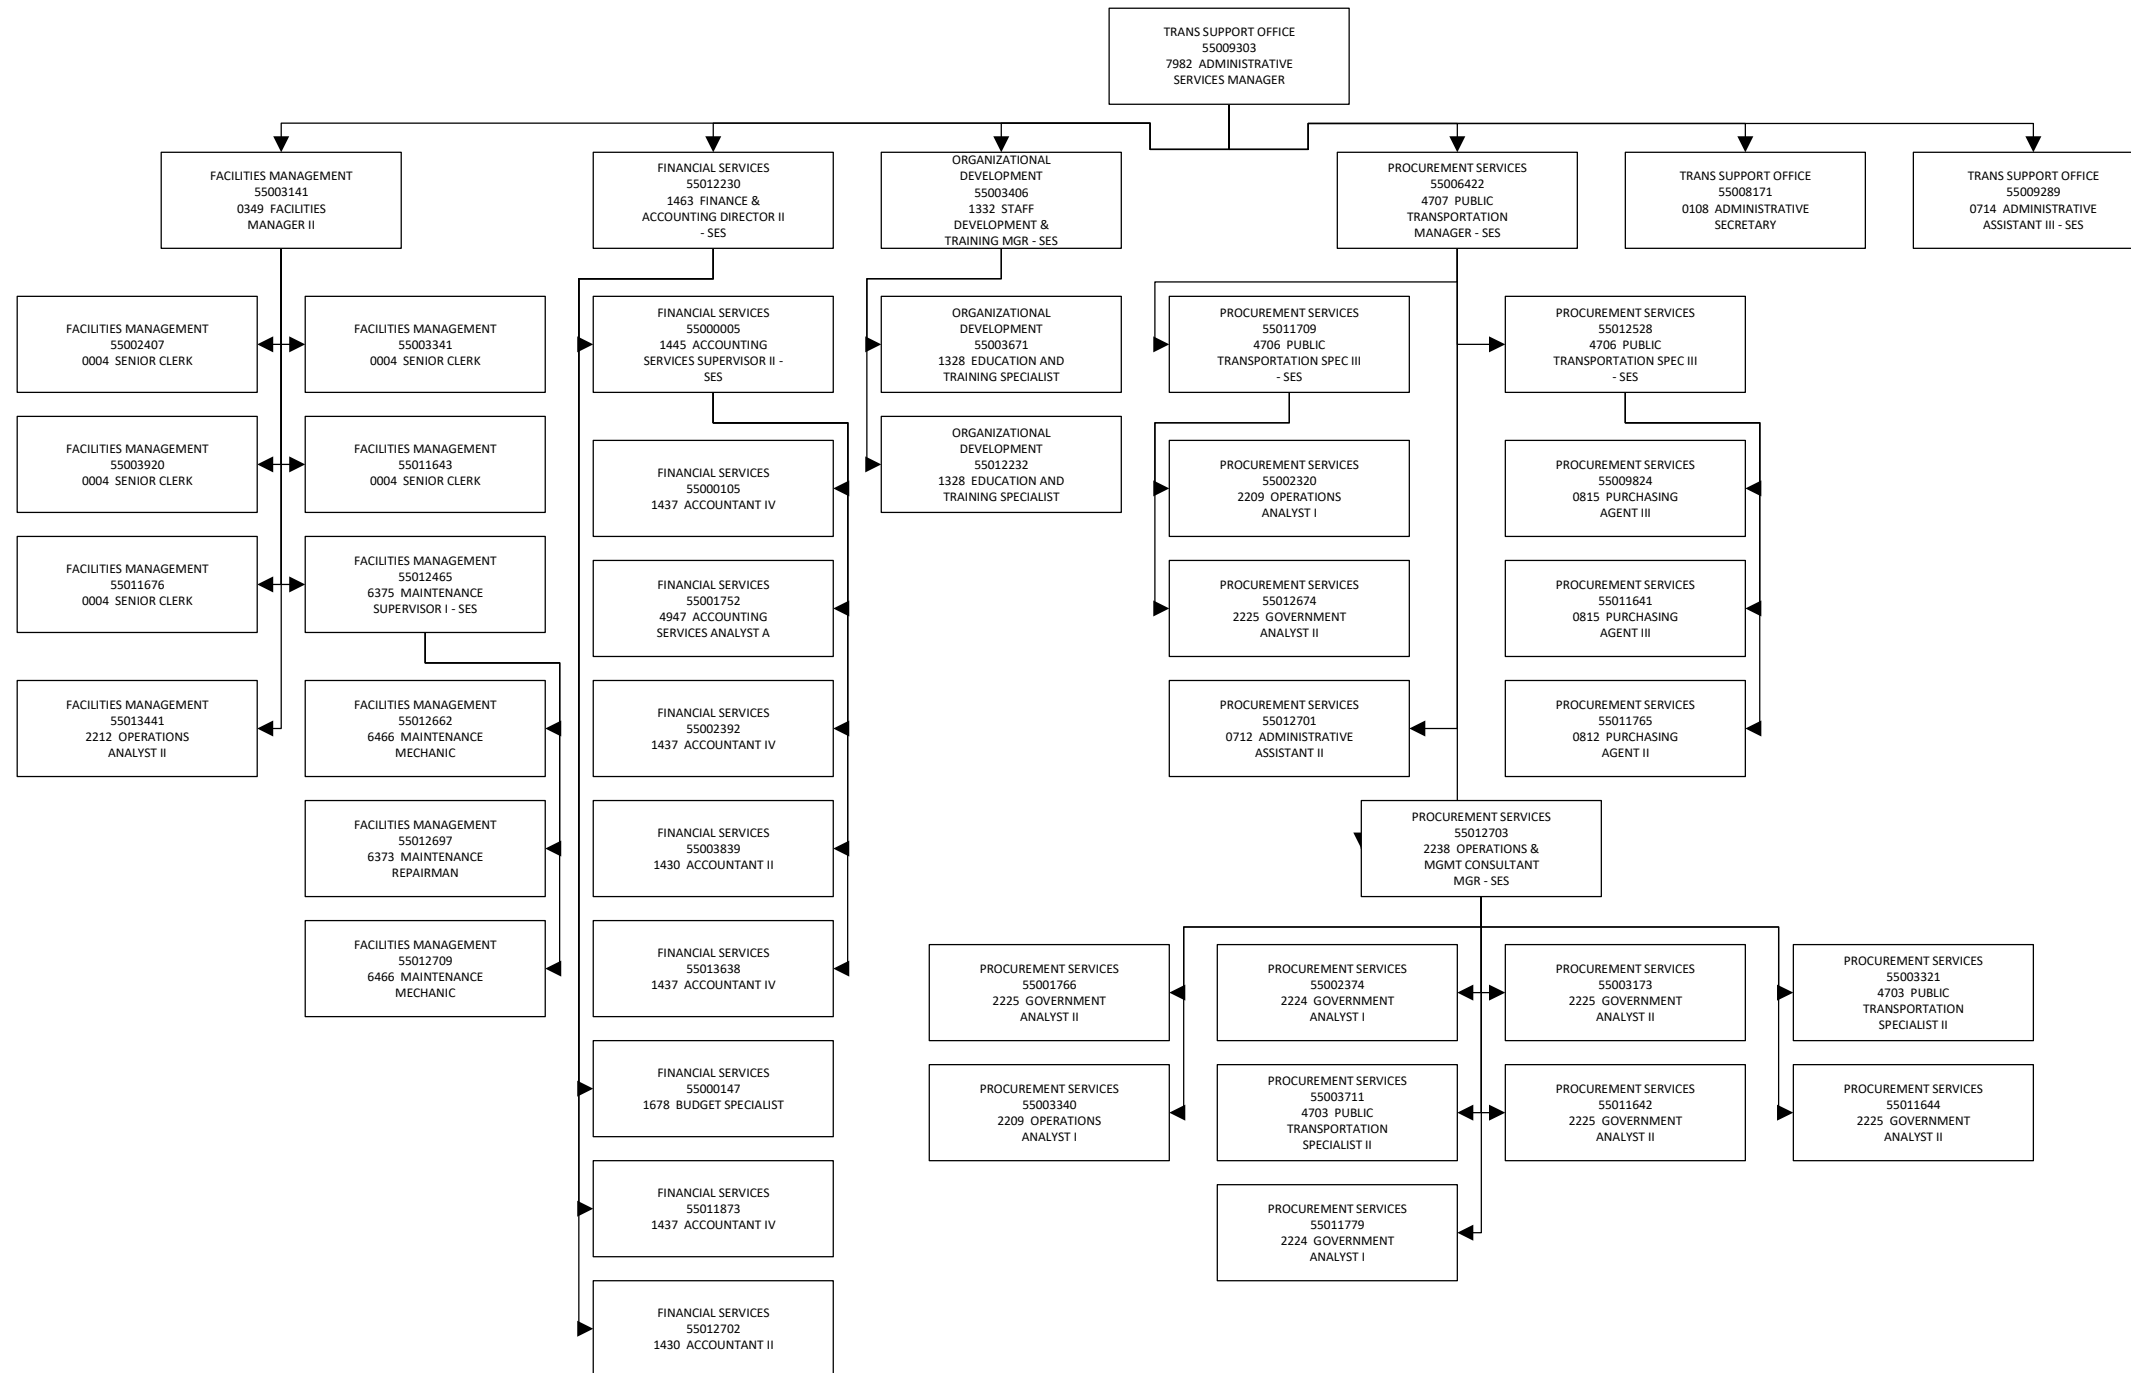 TRANS SUPPORT OFFICE
55009303
7982 ADMINISTRATIVE
SERVICES MANAGER
FACILITIES MANAGEMENT
55003141
0349 FACILITIES
MANAGER II
FINANCIAL SERVICES
55012230
1463 FINANCE &
ACCOUNTING DIRECTOR II
- SES
ORGANIZATIONAL
DEVELOPMENT
55003406
1332 STAFF
DEVELOPMENT &
TRAINING MGR - SES
PROCUREMENT SERVICES
55006422
4707 PUBLIC
TRANSPORTATION
MANAGER - SES
TRANS SUPPORT OFFICE
55008171
0108 ADMINISTRATIVE
SECRETARY
TRANS SUPPORT OFFICE
55009289
0714 ADMINISTRATIVE
ASSISTANT III - SES
FACILITIES MANAGEMENT
55002407
0004 SENIOR CLERK
FACILITIES MANAGEMENT
55003341
0004 SENIOR CLERK
FINANCIAL SERVICES
55000005
1445 ACCOUNTING
SERVICES SUPERVISOR II -
SES
ORGANIZATIONAL
DEVELOPMENT
55003671
1328 EDUCATION AND
TRAINING SPECIALIST
PROCUREMENT SERVICES
55011709
4706 PUBLIC
TRANSPORTATION SPEC III
- SES
PROCUREMENT SERVICES
55012528
4706 PUBLIC
TRANSPORTATION SPEC III
- SES
FACILITIES MANAGEMENT
55003920
0004 SENIOR CLERK
FACILITIES MANAGEMENT
55011643
0004 SENIOR CLERK
FINANCIAL SERVICES
55000105
1437 ACCOUNTANT IV
ORGANIZATIONAL
DEVELOPMENT
55012232
1328 EDUCATION AND
TRAINING SPECIALIST
PROCUREMENT SERVICES
55002320
2209 OPERATIONS
ANALYST I
PROCUREMENT SERVICES
55009824
0815 PURCHASING
AGENT III
FACILITIES MANAGEMENT
55011676
0004 SENIOR CLERK
FACILITIES MANAGEMENT
55012465
6375 MAINTENANCE
SUPERVISOR I - SES
FINANCIAL SERVICES
55001752
4947 ACCOUNTING
SERVICES ANALYST A
PROCUREMENT SERVICES
55012674
2225 GOVERNMENT
ANALYST II
PROCUREMENT SERVICES
55011641
0815 PURCHASING
AGENT III
FACILITIES MANAGEMENT
55013441
2212 OPERATIONS
ANALYST II
FACILITIES MANAGEMENT
55012662
6466 MAINTENANCE
MECHANIC
FINANCIAL SERVICES
55002392
1437 ACCOUNTANT IV
PROCUREMENT SERVICES
55012701
0712 ADMINISTRATIVE
ASSISTANT II
PROCUREMENT SERVICES
55011765
0812 PURCHASING
AGENT II
FACILITIES MANAGEMENT
55012697
6373 MAINTENANCE
REPAIRMAN
FINANCIAL SERVICES
55003839
1430 ACCOUNTANT II
PROCUREMENT SERVICES
55012703
2238 OPERATIONS &
MGMT CONSULTANT
MGR - SES
FACILITIES MANAGEMENT
55012709
6466 MAINTENANCE
MECHANIC
FINANCIAL SERVICES
55013638
1437 ACCOUNTANT IV
PROCUREMENT SERVICES
55001766
2225 GOVERNMENT
ANALYST II
PROCUREMENT SERVICES
55002374
2224 GOVERNMENT
ANALYST I
PROCUREMENT SERVICES
55003173
2225 GOVERNMENT
ANALYST II
PROCUREMENT SERVICES
55003321
4703 PUBLIC
TRANSPORTATION
SPECIALIST II
FINANCIAL SERVICES
55000147
1678 BUDGET SPECIALIST
PROCUREMENT SERVICES
55003340
2209 OPERATIONS
ANALYST I
PROCUREMENT SERVICES
55003711
4703 PUBLIC
TRANSPORTATION
SPECIALIST II
PROCUREMENT SERVICES
55011642
2225 GOVERNMENT
ANALYST II
PROCUREMENT SERVICES
55011644
2225 GOVERNMENT
ANALYST II
FINANCIAL SERVICES
55011873
1437 ACCOUNTANT IV
PROCUREMENT SERVICES
55011779
2224 GOVERNMENT
ANALYST I
FINANCIAL SERVICES
55012702
1430 ACCOUNTANT II